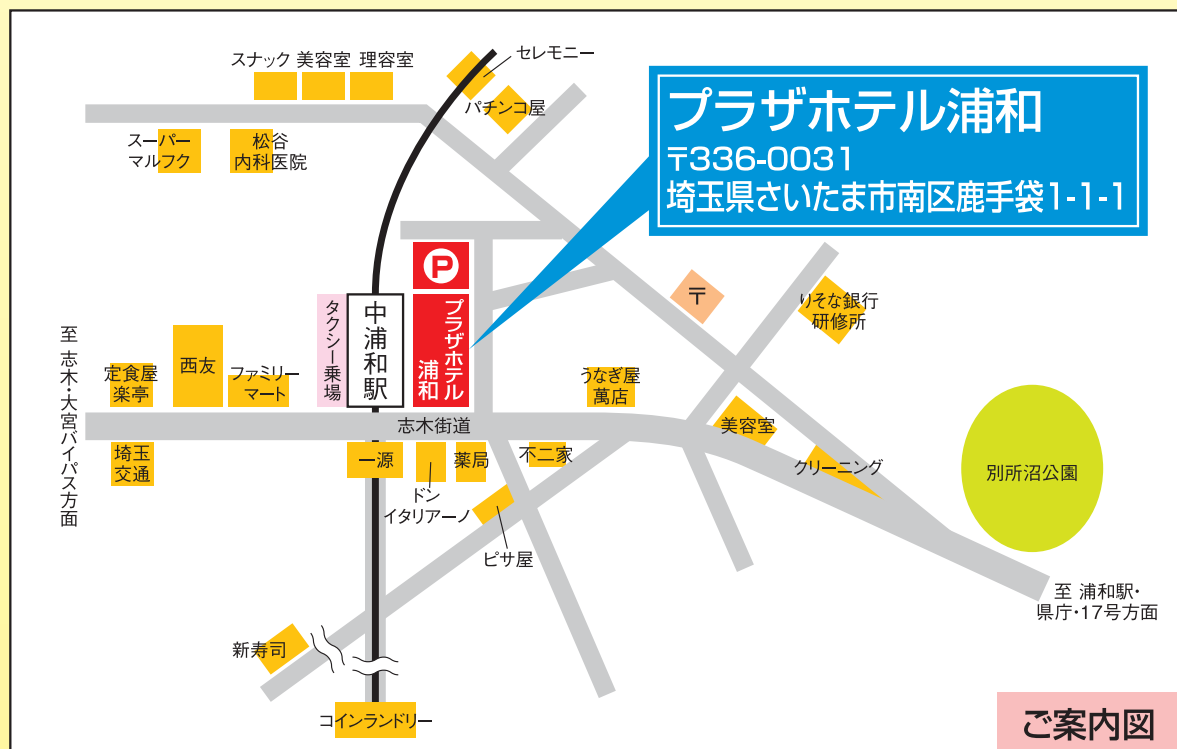 スナック
美容室
理容室
セレモニー
パチンコ屋
スーパー
マルフク
松谷
内科医院
プラザホテル浦和
〒336-0031
埼玉県さいたま市南区鹿手袋1-1-1
P
プラザホテル
浦和
中浦和駅
タクシー乗場
〒
りそな銀行
研修所
至 志木・大宮バイパス方面
定食屋
楽亭
西友
ファミリー
マート
うなぎ屋
萬店
志木街道
美容室
埼玉
交通
一源
ドン
イタリアーノ
薬局
不二家
クリーニング
別所沼公園
ピサ屋
至 浦和駅・
県庁・17号方面
新寿司
コインランドリー
ご案内図